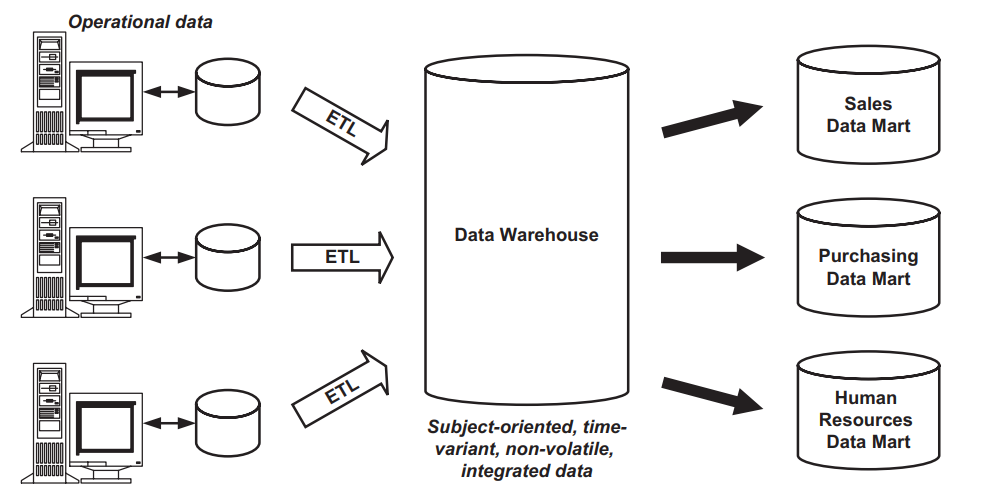 Operational data
ETL
ETL
ETL
Data Warehouse
Subject-oriented, time-
variant, non-volatile,
integrated data
Sales
Data Mart
Purchasing
Data Mart
Human
Resources
Data Mart